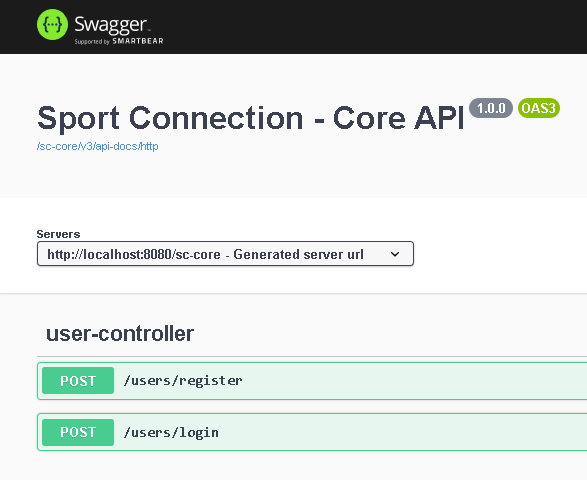 Swagger
Supported by SMARTBEAR
Sport Connection - Core API 1.0.0 OAS3
/sc-core/v3/api-docs/http
Servers
http://localhost:8080/sc-core - Generated server url
user-controller
POST /users/register
POST /users/login